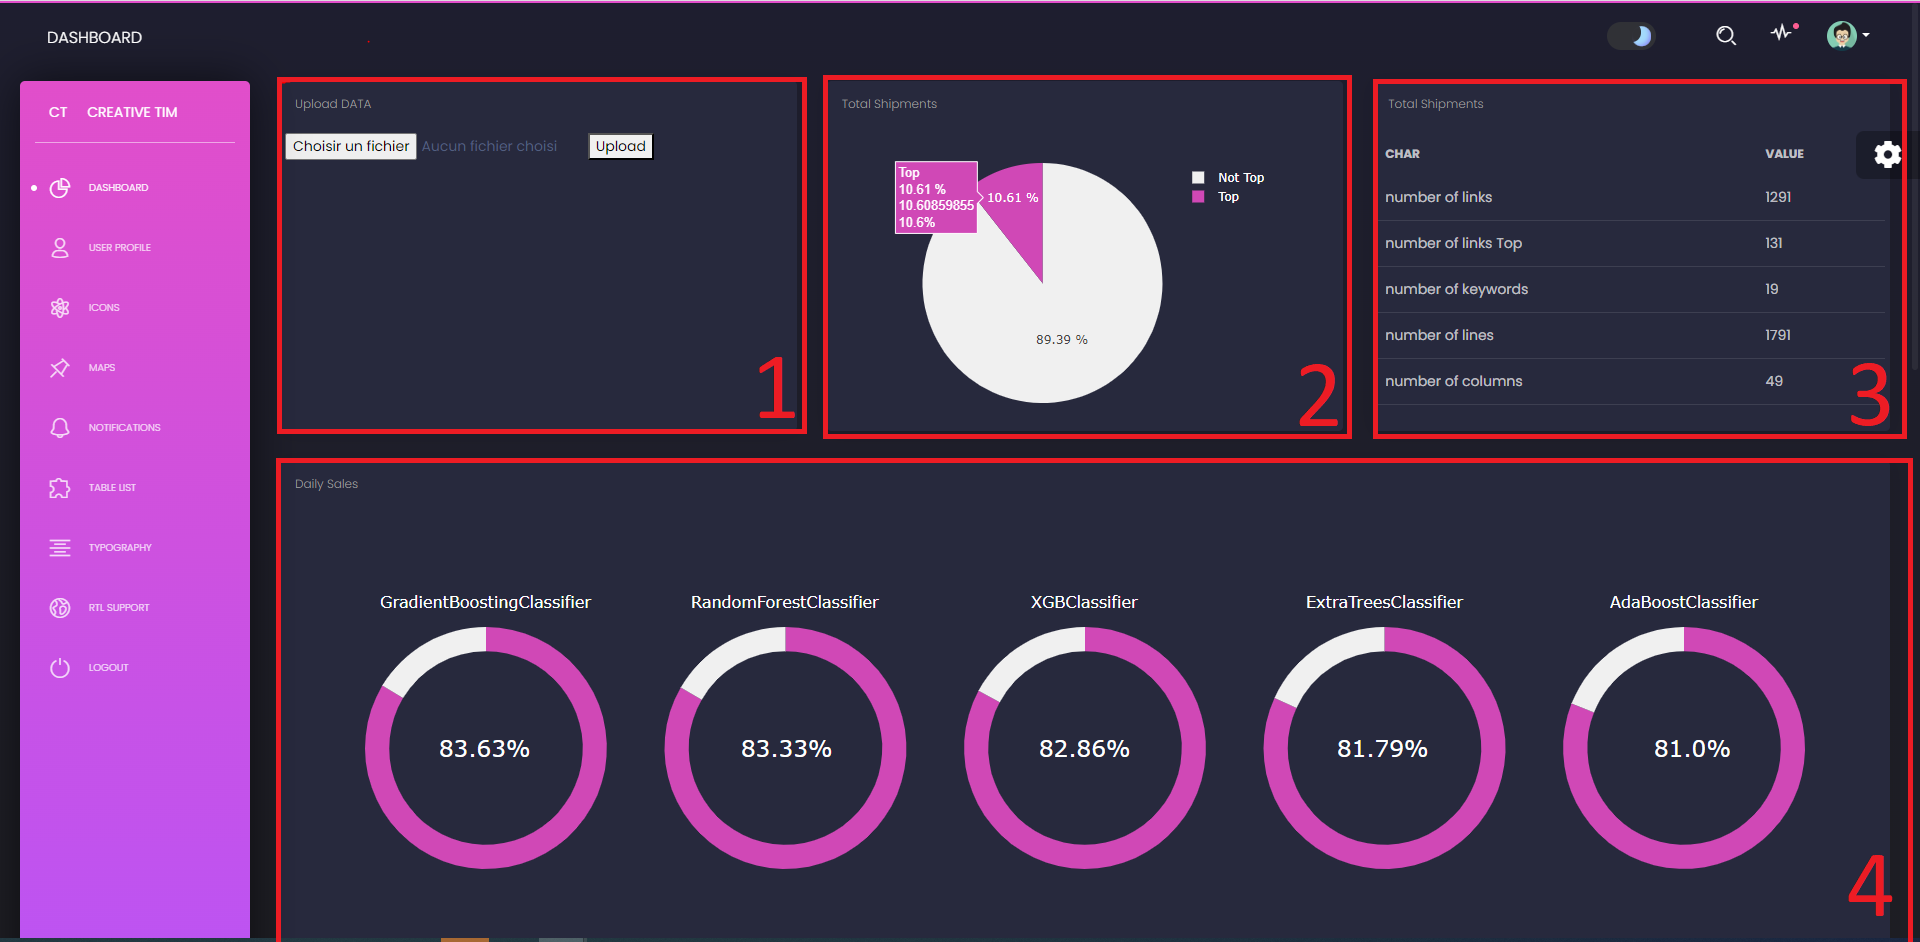 DASHBOARD
CT CREATIVE TIM
DASHBOARD
USER PROFILE
ICONS
MAPS
NOTIFICATIONS
TABLE LIST
TYPOGRAPHY
RTL SUPPORT
LOGOUT
Upload DATA
Choisir un fichier Aucun fichier choisi Upload
1
Total Shipments
Top
10.61 %
10.60859855
10.6%
10.61 %
89.39 %
Not Top
Top
2
Total Shipments
CHAR VALUE
number of links 1291
number of links Top 131
number of keywords 19
number of lines 1791
number of columns 49
3
Daily Sales
GradientBoostingClassifier
83.63%
RandomForestClassifier
83.33%
XGBClassifier
82.86%
ExtraTreesClassifier
81.79%
AdaBoostClassifier
81.0%
4